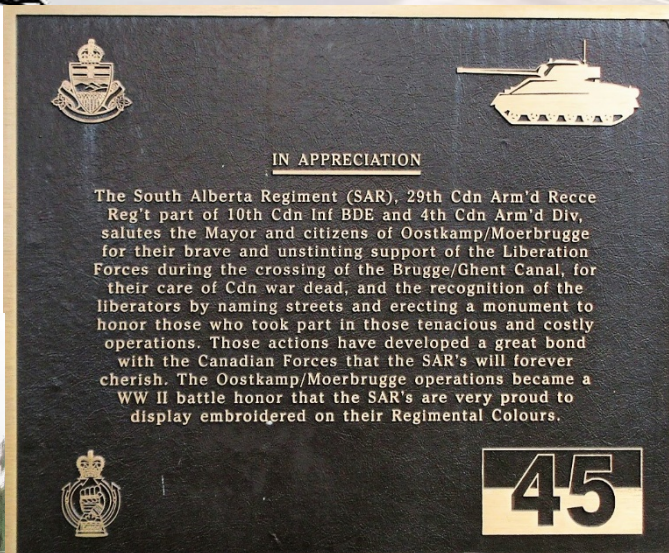 IN APPRECIATION
The South Alberta Regiment (SAR), 29th Cdn Arm'd Recce
Reg't part of 10th Cdn Inf BDE and 4th Cdn Arm'd Div,
salutes the Mayor and citizens of Oostkamp/Moerbrugge
for their brave and unstinting support of the Liberation
Forces during the crossing of the Brugge/Ghent Canal, for
their care of Cdn war dead, and the recognition of the
liberators by naming streets and erecting a monument to
honor those who took part in those tenacious and costly
operations. Those actions have developed a great bond
with the Canadian Forces that the SAR's will forever
cherish. The Oostkamp/Moerbrugge operations became a
WW II battle honor that the SAR's are very proud to
display embroidered on their Regimental Colours.
45